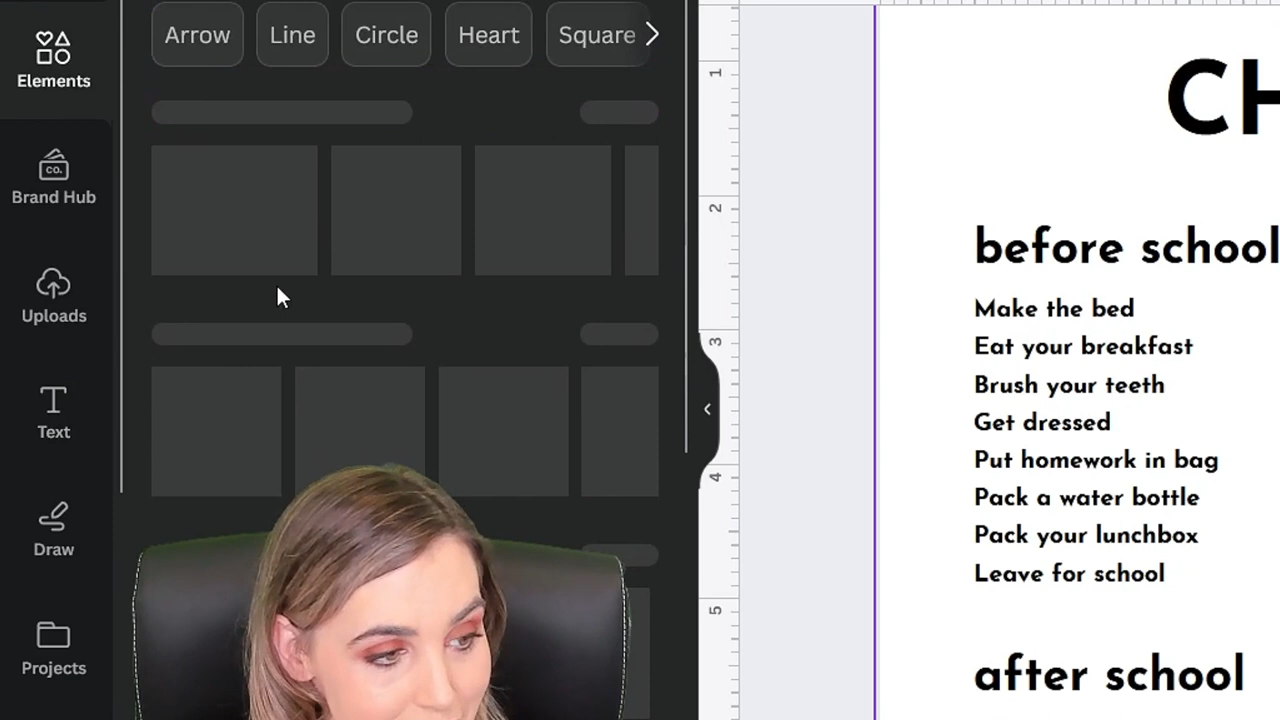 Elements
Brand Hub
Uploads
Text
Draw
Projects
co.
Arrow
Line
Circle
Heart
Square
1
2
3
4
5
CH
before school
Make the bed
Eat your breakfast
Brush your teeth
Get dressed
Put homework in bag
Pack a water bottle
Pack your lunchbox
Leave for school
after school